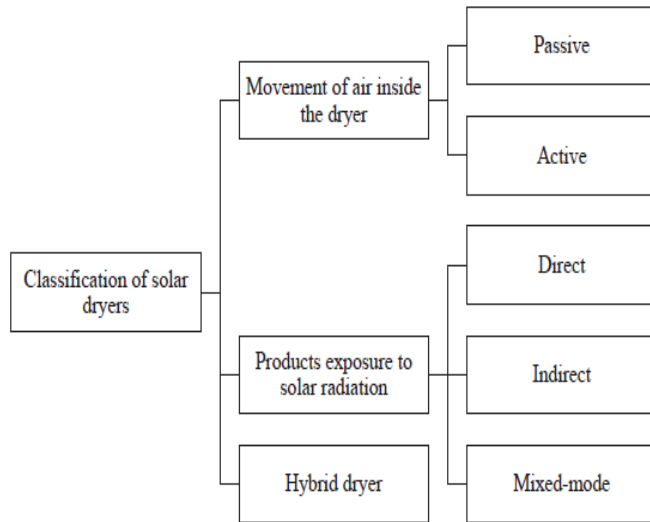 Classification of solar
dryers
Movement of air inside
the dryer
Passive
Active
Products exposure to
solar radiation
Direct
Indirect
Mixed-mode
Hybrid dryer